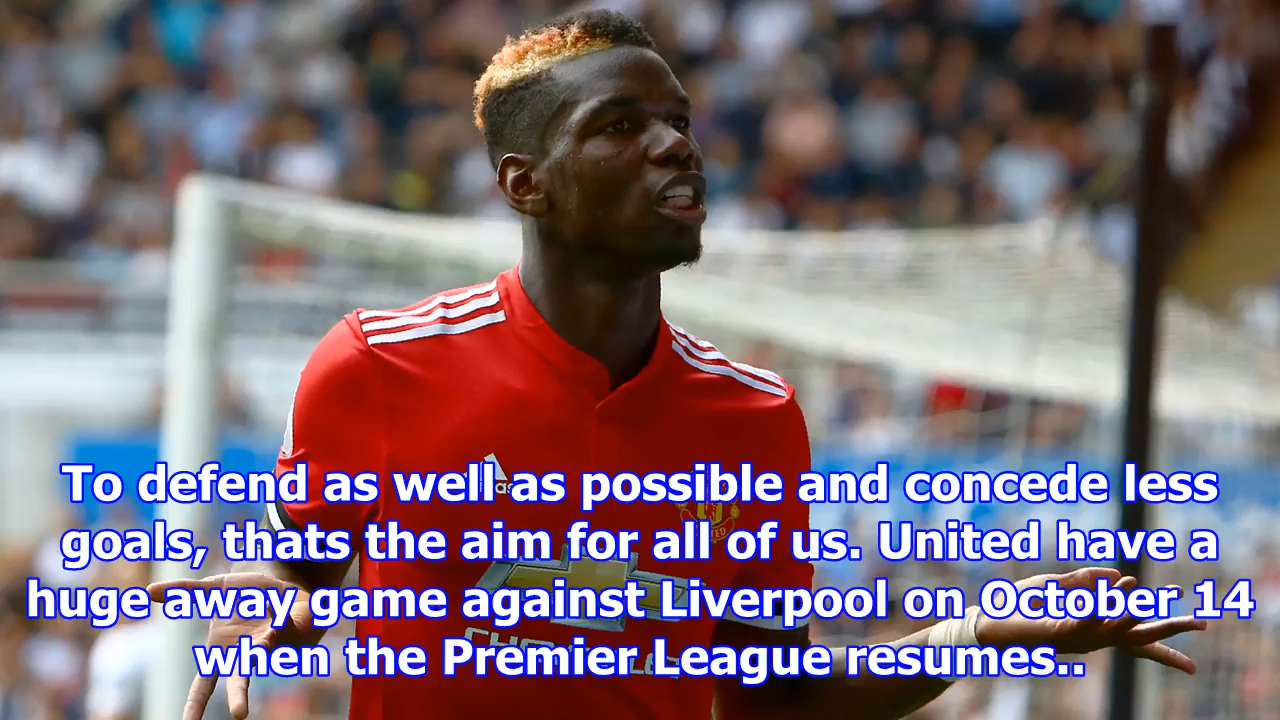 To defend as well as possible and concede less
goals, thats the aim for all of us. United have a
huge away game against Liverpool on October 14
when the Premier League resumes..